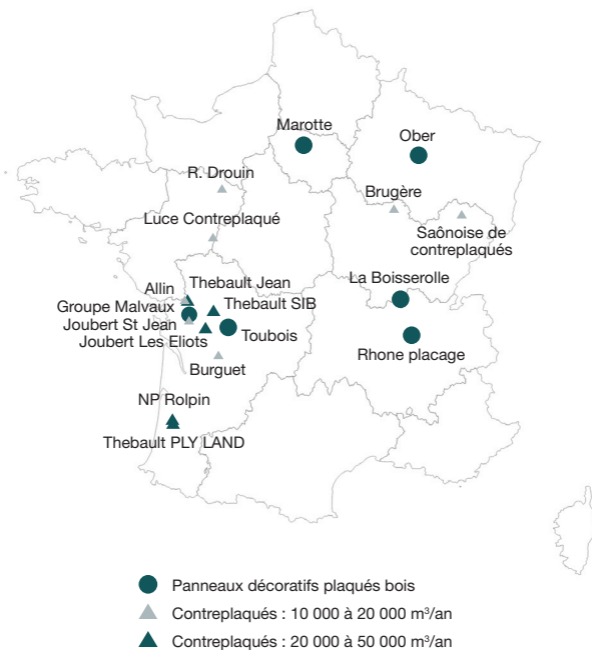 Marotte
Ober
R. Drouin
Brugère
Luce Contreplaqué
Saônoise de
contreplaqués
La Boisserolle
Allin
Thebault Jean
Groupe Malvaux
Thebault SIB
Joubert St Jean
Toubois
Joubert Les Eliots
Rhone placage
Burguet
NP Rolpin
Thebault PLY LAND
Panneaux décoratifs plaqués bois
Contreplaqués : 10 000 à 20 000 m³/an
Contreplaqués : 20 000 à 50 000 m³/an